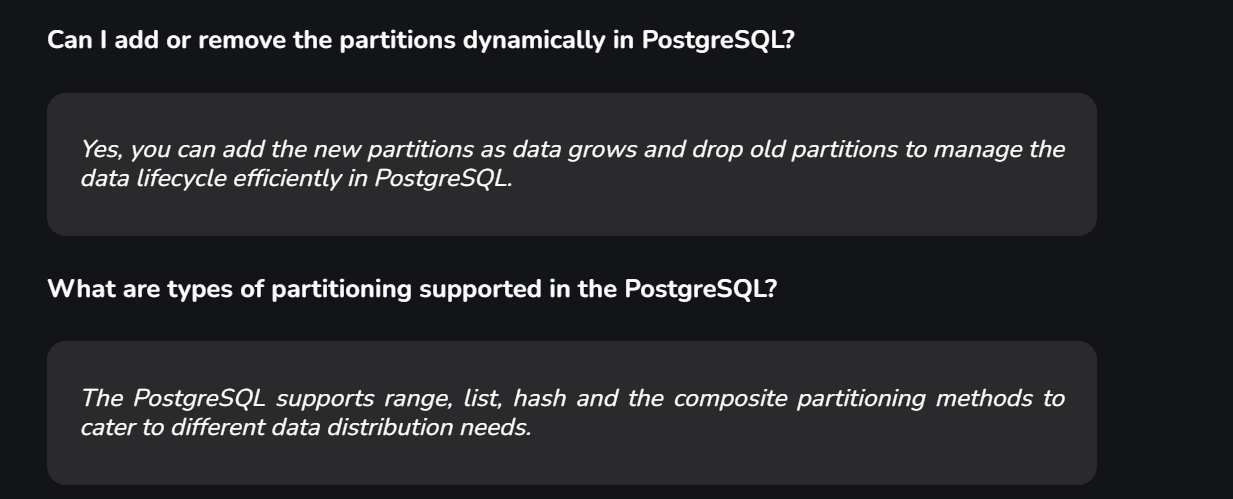 Can I add or remove the partitions dynamically in PostgreSQL?
Yes, you can add the new partitions as data grows and drop old partitions to manage the
data lifecycle efficiently in PostgreSQL.
What are types of partitioning supported in the PostgreSQL?
The PostgreSQL supports range, list, hash and the composite partitioning methods to
cater to different data distribution needs.